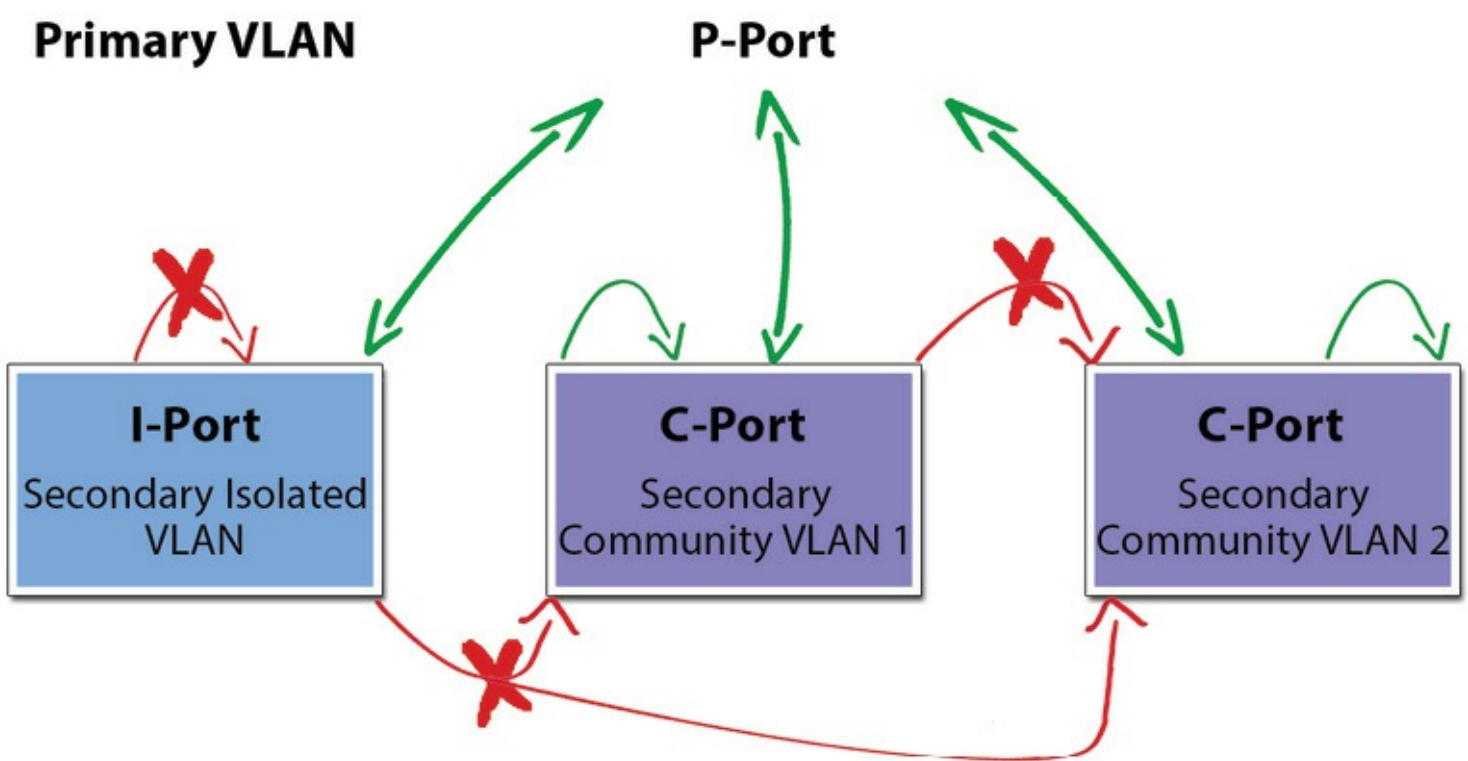 Primary VLAN
P-Port
I-Port
Secondary Isolated
VLAN
C-Port
Secondary
Community VLAN 1
C-Port
Secondary
Community VLAN 2